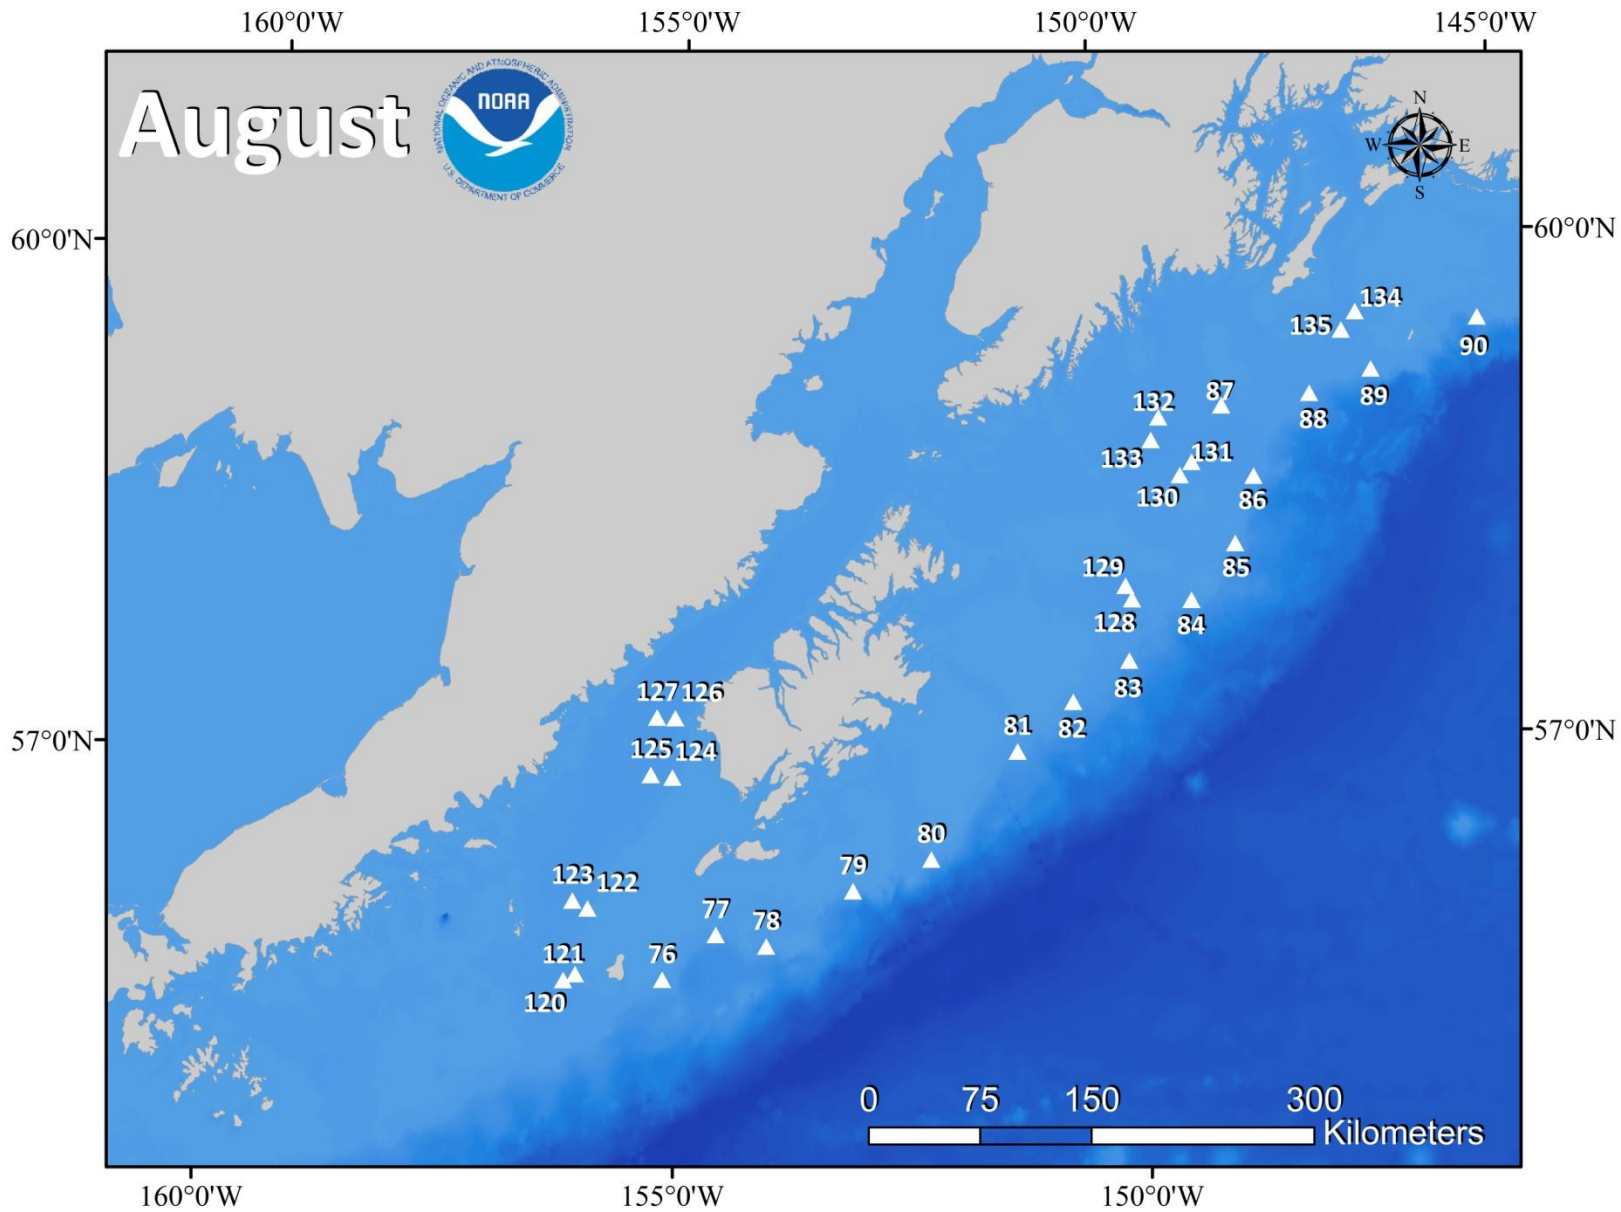 160°0'W 155°0'W 150°0'W 145°0'W
August
NATIONAL OCEANIC AND ATMOSPHERIC ADMINISTRATION
NOAA
U.S. DEPARTMENT OF COMMERCE
N
W E
S
60°0'N 60°0'N
134
135
90
89
87
88
132
133
131
130
86
85
129
128
84
83
127 126
81
82
57°0'N 57°0'N
125 124
80
79
123 122
77
78
121
76
120
0 75 150 300
Kilometers
160°0'W 155°0'W 150°0'W